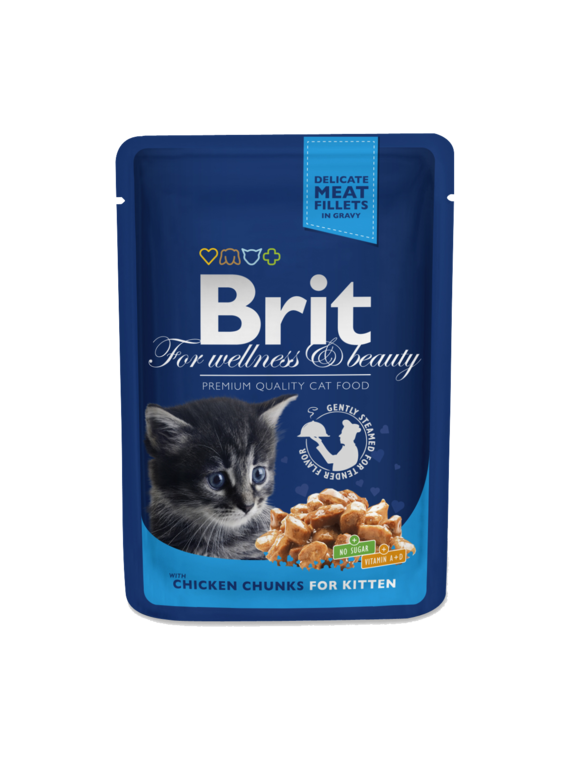 DELICATE
MEAT
FILLETS
IN GRAVY
Brit
For wellness & beauty
PREMIUM QUALITY CAT FOOD
GENTLY STEAMED FOR TENDER FLAVOR
NO SUGAR
VITAMIN A+D
WITH
CHICKEN CHUNKS FOR KITTEN